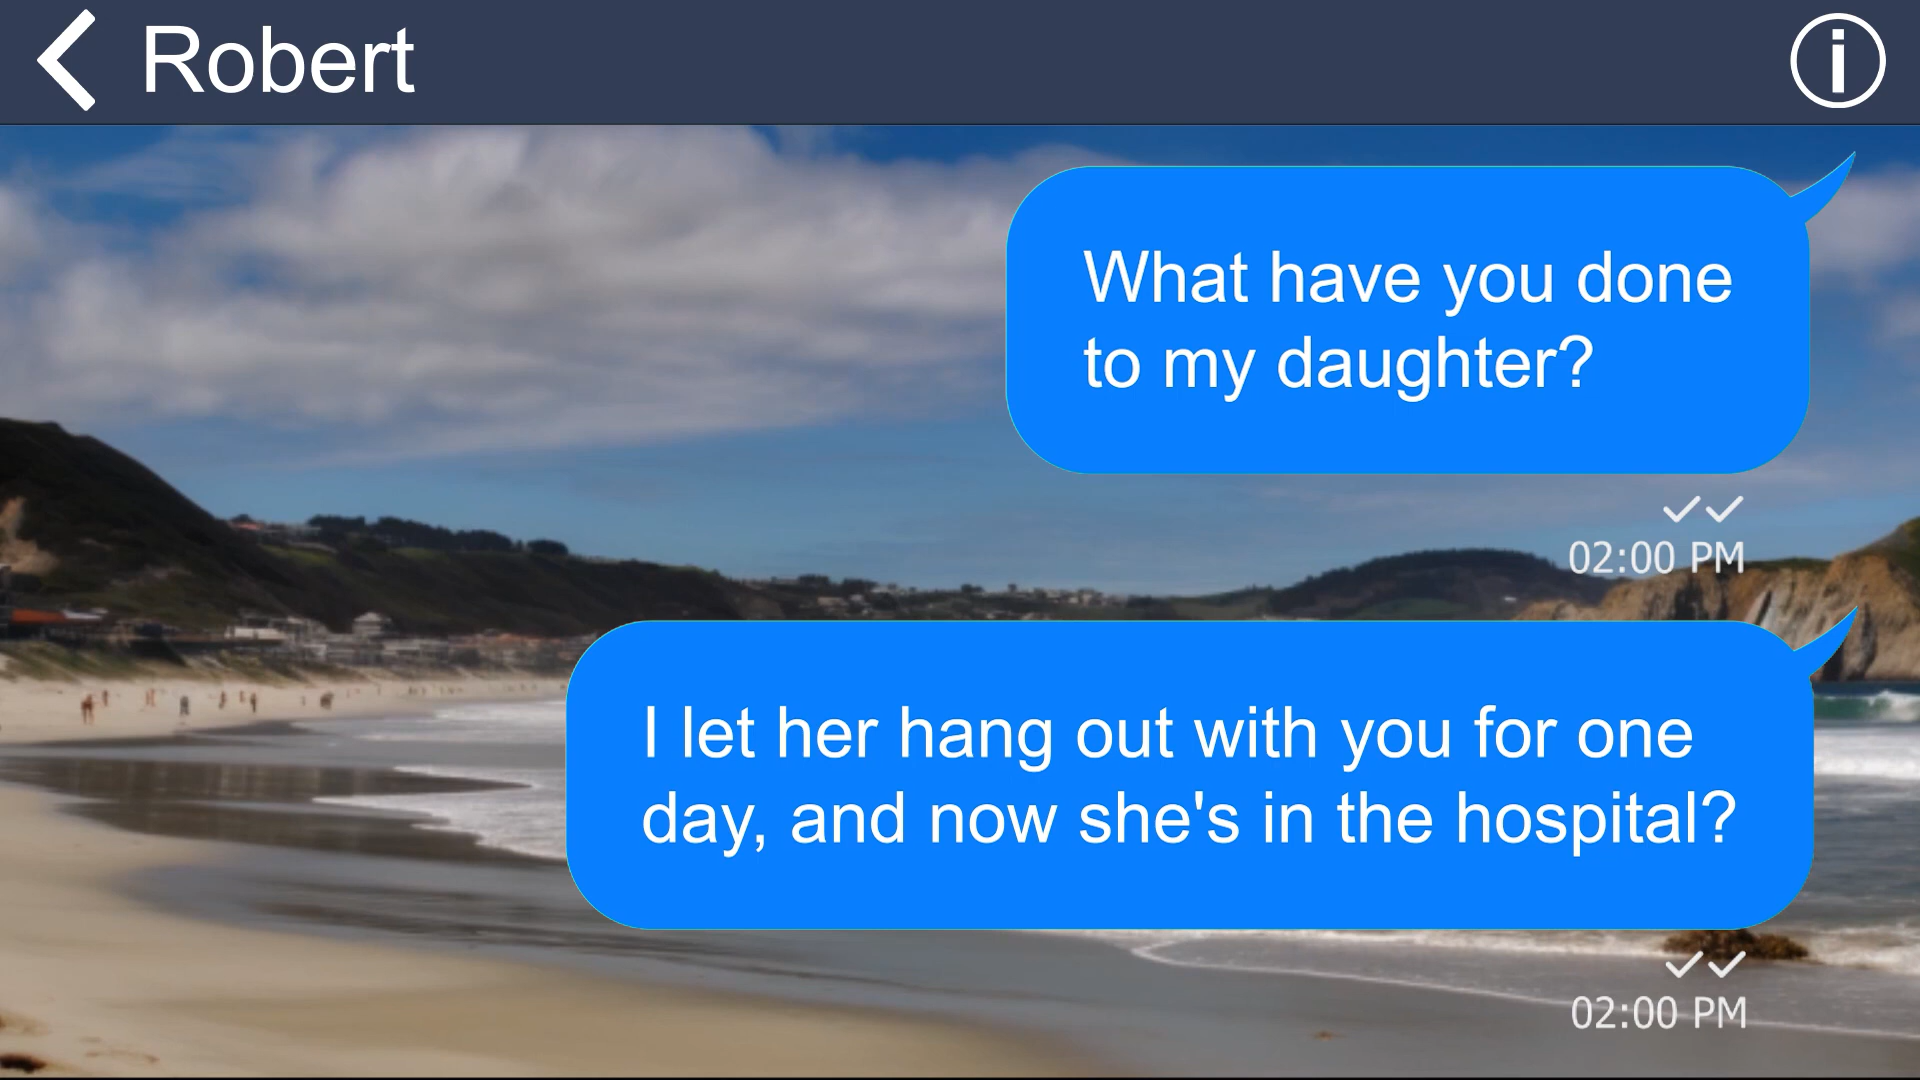 Robert
What have you done
to my daughter?
02:00 PM
I let her hang out with you for one
day, and now she's in the hospital?
02:00 PM